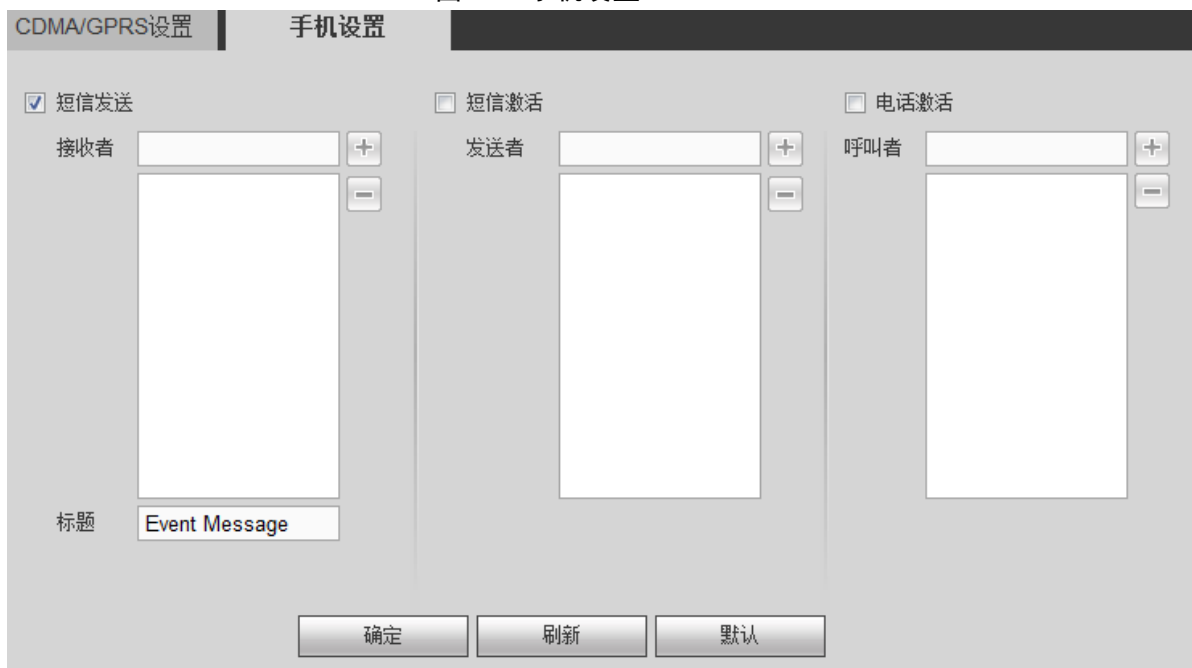 CDMA/GPRS设置 手机设置
短信发送 短信激活 电话激活
接收者 发送者 呼叫者
标题 Event Message
确定 刷新 默认